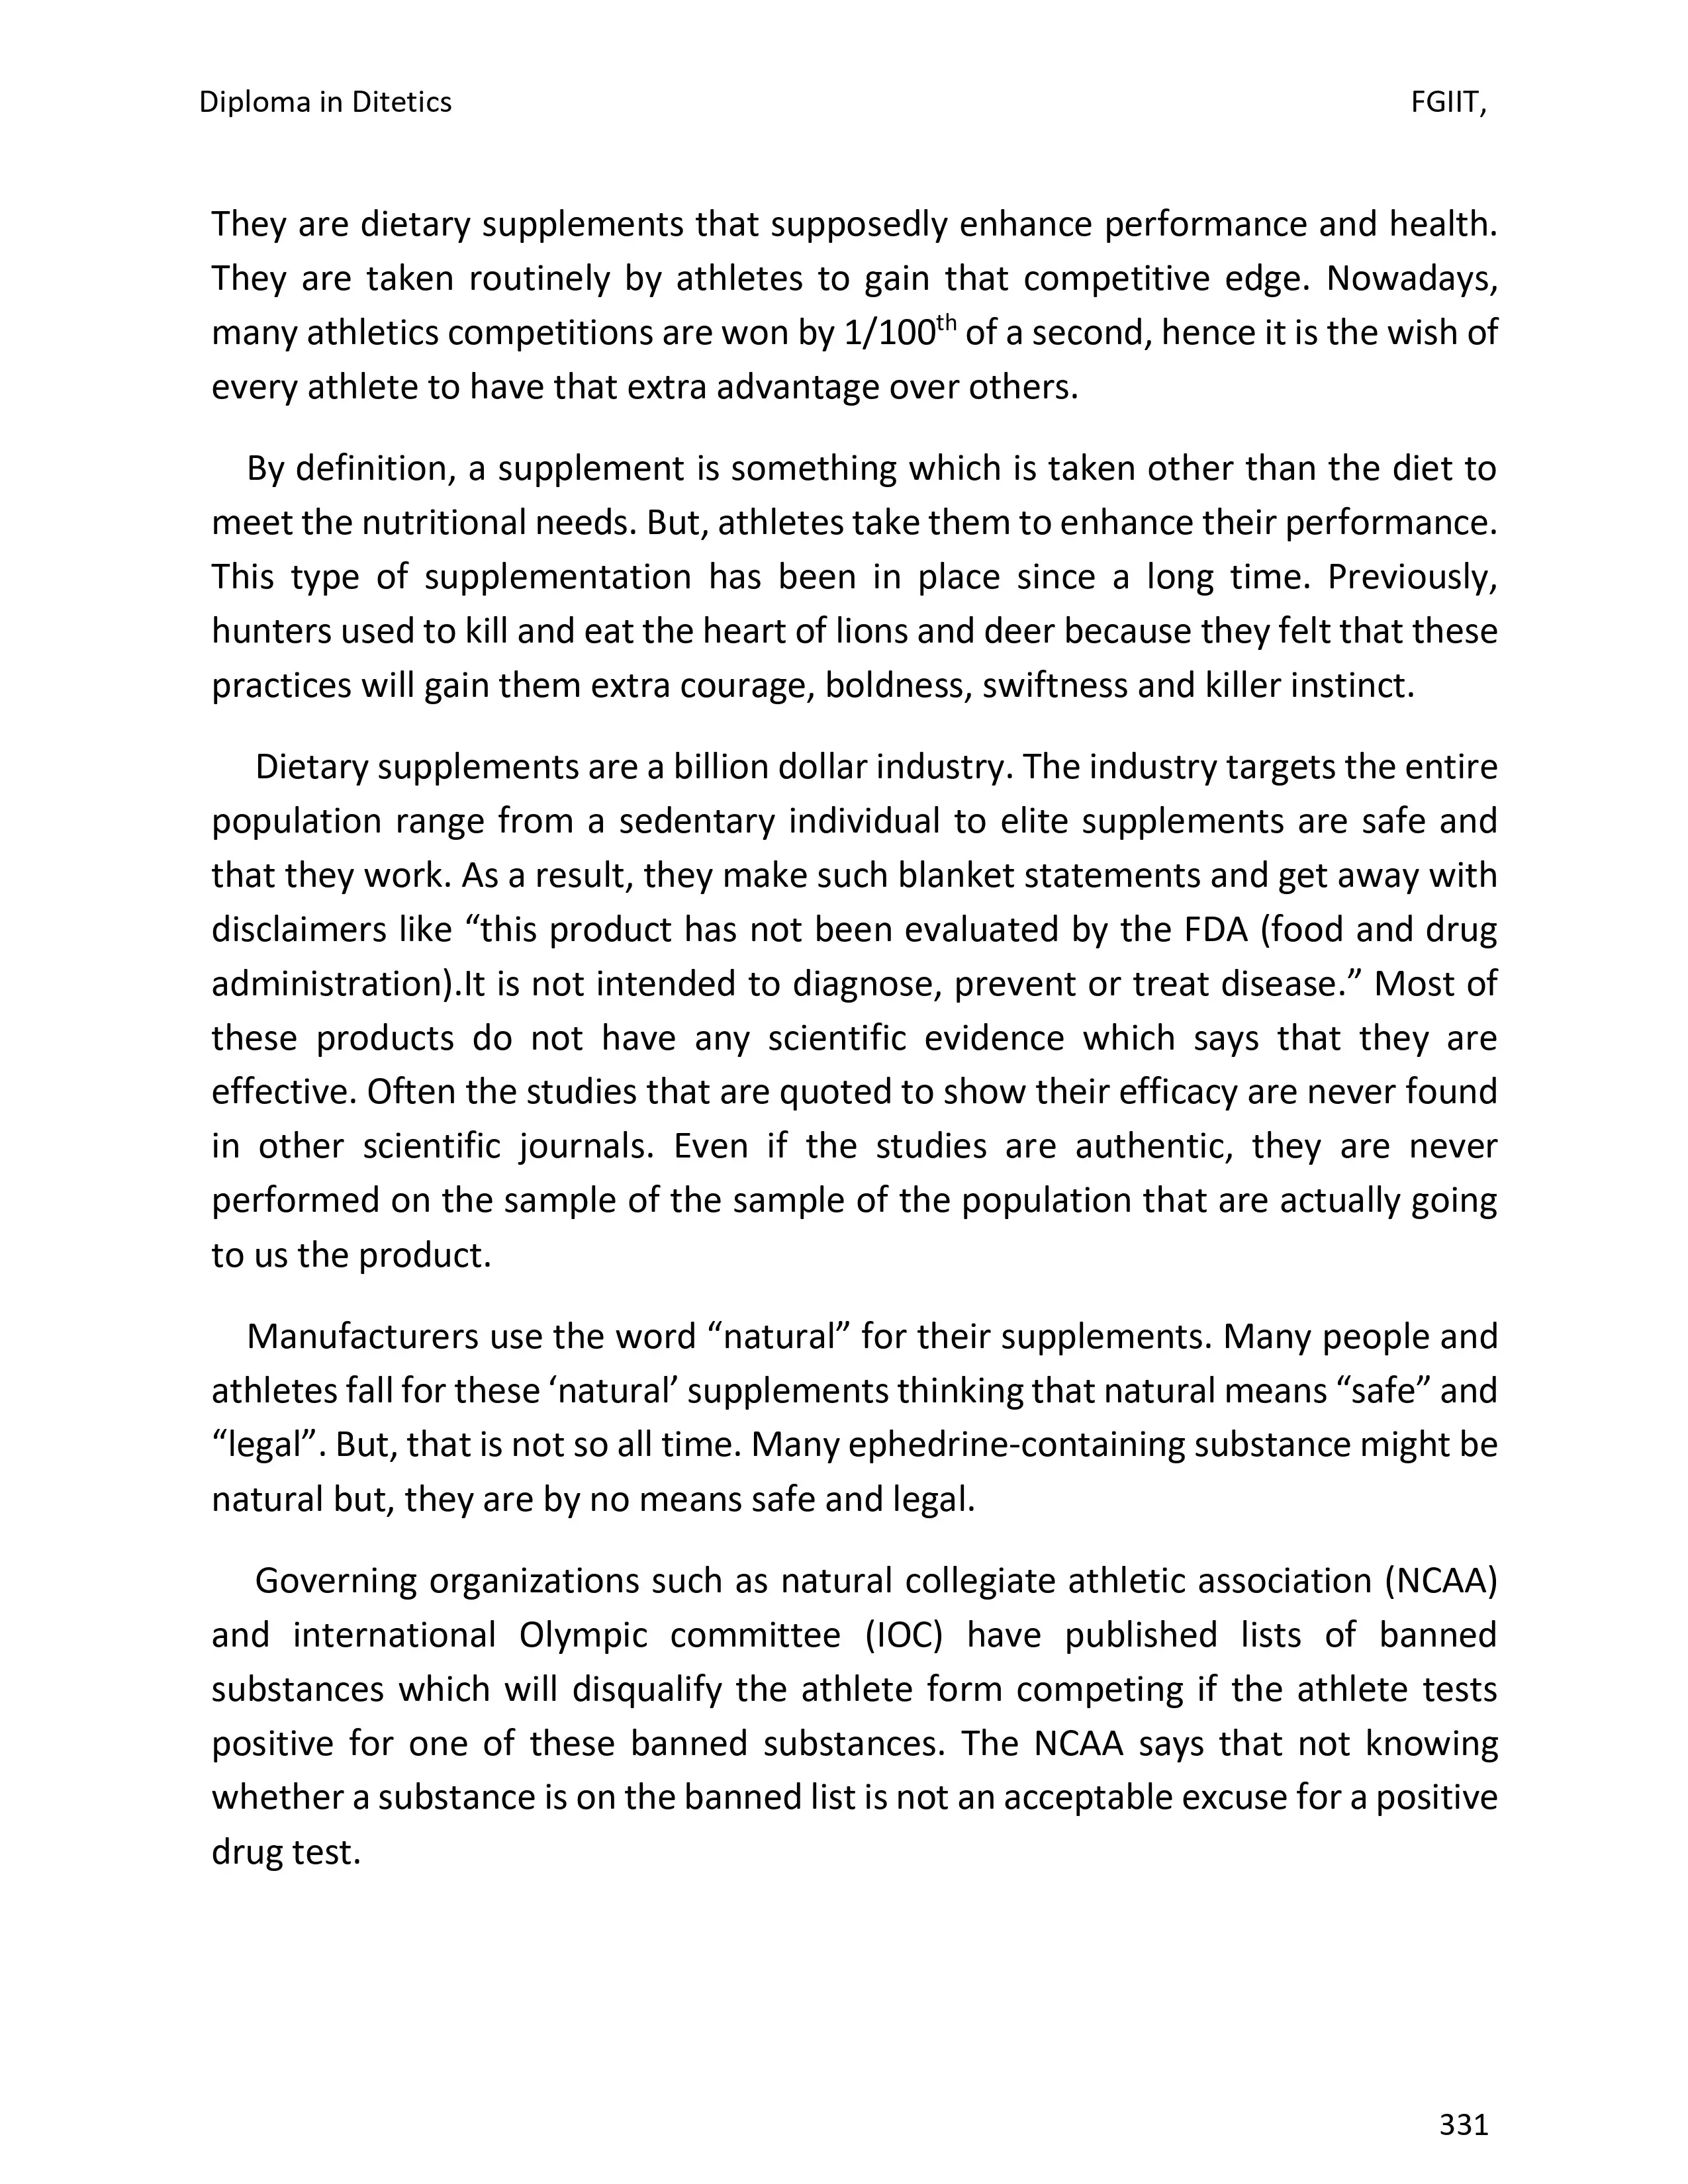 Diploma in Ditetics FGIIT,
They are dietary supplements that supposedly enhance performance and health.
They are taken routinely by athletes to gain that competitive edge. Nowadays,
many athletics competitions are won by 1/100th of a second, hence it is the wish of
every athlete to have that extra advantage over others.
By definition, a supplement is something which is taken other than the diet to
meet the nutritional needs. But, athletes take them to enhance their performance.
This type of supplementation has been in place since a long time. Previously,
hunters used to kill and eat the heart of lions and deer because they felt that these
practices will gain them extra courage, boldness, swiftness and killer instinct.
Dietary supplements are a billion dollar industry. The industry targets the entire
population range from a sedentary individual to elite supplements are safe and
that they work. As a result, they make such blanket statements and get away with
disclaimers like “this product has not been evaluated by the FDA (food and drug
administration).It is not intended to diagnose, prevent or treat disease.” Most of
these products do not have any scientific evidence which says that they are
effective. Often the studies that are quoted to show their efficacy are never found
in other scientific journals. Even if the studies are authentic, they are never
performed on the sample of the sample of the population that are actually going
to us the product.
Manufacturers use the word “natural” for their supplements. Many people and
athletes fall for these ‘natural’ supplements thinking that natural means “safe” and
“legal”. But, that is not so all time. Many ephedrine-containing substance might be
natural but, they are by no means safe and legal.
Governing organizations such as natural collegiate athletic association (NCAA)
and international Olympic committee (IOC) have published lists of banned
substances which will disqualify the athlete form competing if the athlete tests
positive for one of these banned substances. The NCAA says that not knowing
whether a substance is on the banned list is not an acceptable excuse for a positive
drug test.
331